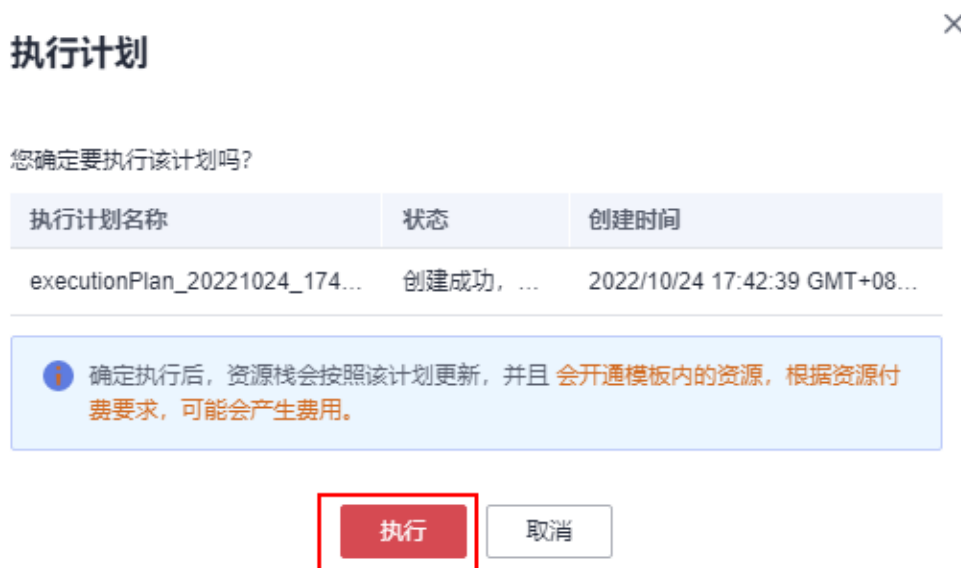 执行计划
您确定要执行该计划吗?
执行计划名称 状态 创建时间
executionPlan_20221024_174... 创建成功, ... 2022/10/24 17:42:39 GMT+08...
确定执行后，资源栈会按照该计划更新，并且 会开通模板内的资源，根据资源付
费要求，可能会产生费用。
执行 取消